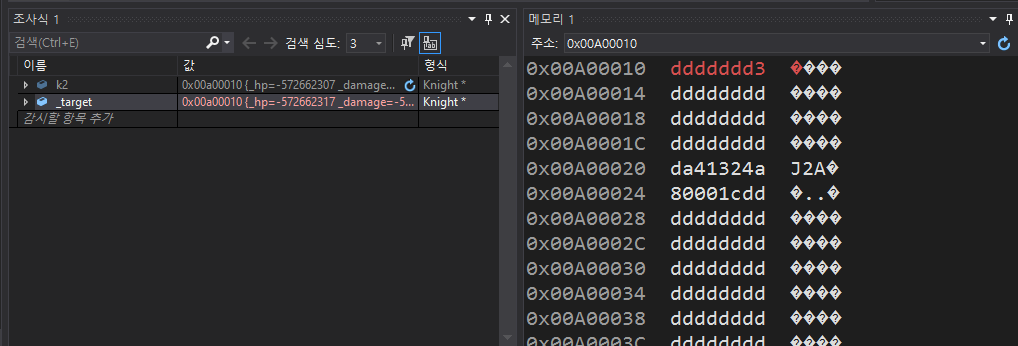 조사식 1
검색(Ctrl+E) 검색 심도: 3
이름 값 형식
k2 0x00a00010 {_hp=-572662307 _damage... Knight *
_target 0x00a00010 {_hp=-572662317 _damage=-5... Knight *
감시할 항목 추가
메모리 1
주소: 0x00A00010
0x00A00010 ddddddd3 ����
0x00A00014 dddddddd ����
0x00A00018 dddddddd ����
0x00A0001C dddddddd ����
0x00A00020 da41324a J2A�
0x00A00024 80001cdd �..�
0x00A00028 dddddddd ����
0x00A0002C dddddddd ����
0x00A00030 dddddddd ����
0x00A00034 dddddddd ����
0x00A00038 dddddddd ����
0x00A0003C dddddddd ����